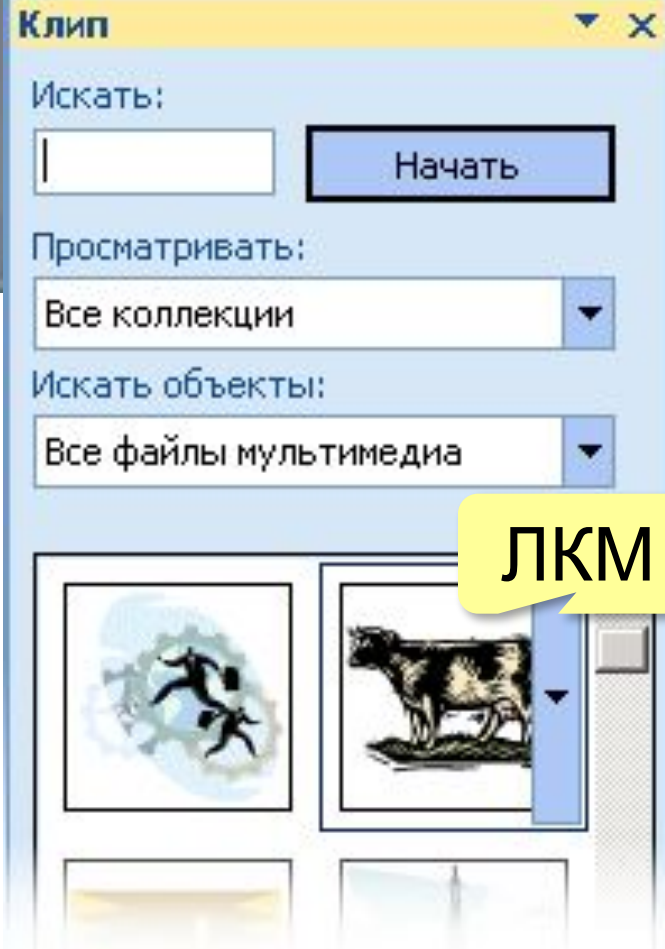 Клип
Искать:
Начать
Просматривать:
Все коллекции
Искать объекты:
Все файлы мультимедиа
ЛКМ